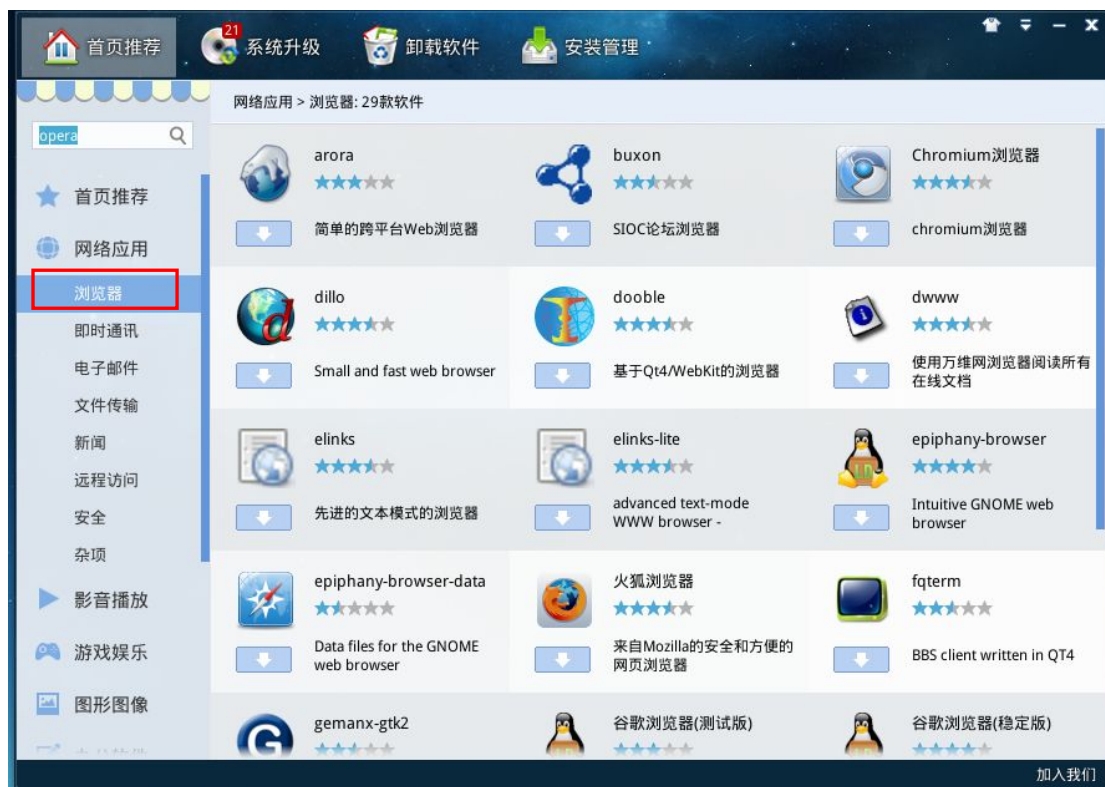 首页推荐
21
系统升级
卸载软件
安装管理
网络应用 > 浏览器: 29款软件
opera
首页推荐
网络应用
浏览器
即时通讯
电子邮件
文件传输
新闻
远程访问
安全
杂项
影音播放
游戏娱乐
图形图像
arora
简单的跨平台Web浏览器
buxon
SIOC论坛浏览器
Chromium浏览器
chromium浏览器
dillo
Small and fast web browser
dooble
基于Qt4/WebKit的浏览器
dwww
使用万维网浏览器阅读所有
在线文档
elinks
先进的文本模式的浏览器
elinks-lite
advanced text-mode
WWW browser -
epiphany-browser
Intuitive GNOME web
browser
epiphany-browser-data
Data files for the GNOME
web browser
火狐浏览器
来自Mozilla的安全和方便的
网页浏览器
fqterm
BBS client written in QT4
gemanx-gtk2
谷歌浏览器(测试版)
谷歌浏览器(稳定版)
加入我们